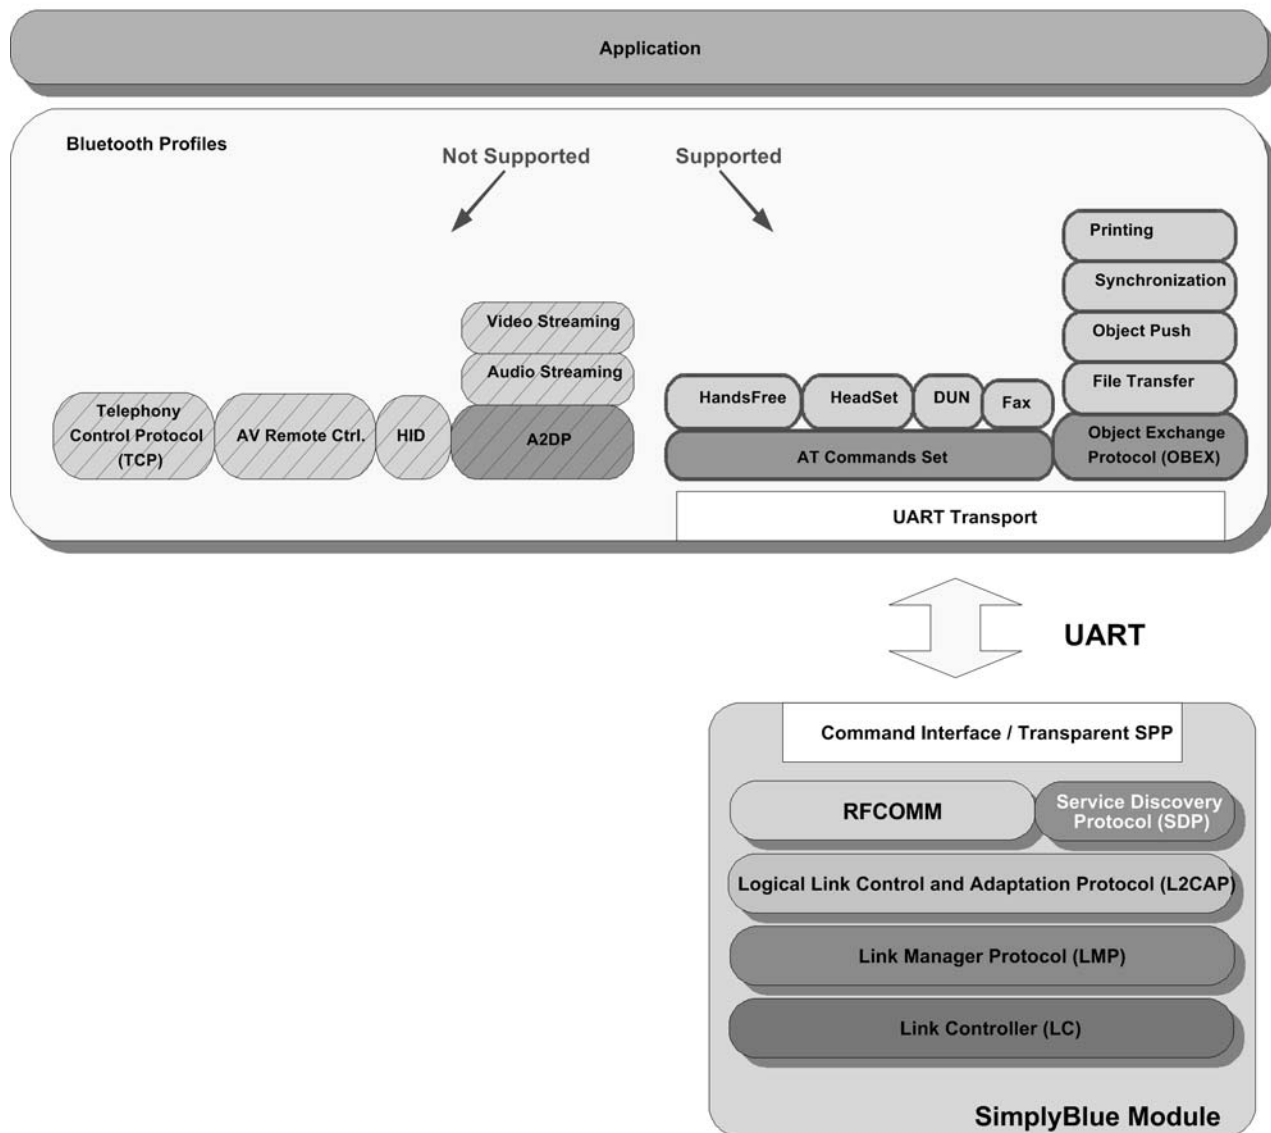 Application
Bluetooth Profiles
Not Supported
Supported
Printing
Synchronization
Object Push
File Transfer
Video Streaming
Audio Streaming
HandsFree
HeadSet
DUN
Fax
Telephony
Control Protocol
(TCP)
AV Remote Ctrl.
HID
A2DP
AT Commands Set
Object Exchange
Protocol (OBEX)
UART Transport
UART
Command Interface / Transparent SPP
RFCOMM
Service Discovery
Protocol (SDP)
Logical Link Control and Adaptation Protocol (L2CAP)
Link Manager Protocol (LMP)
Link Controller (LC)
SimplyBlue Module